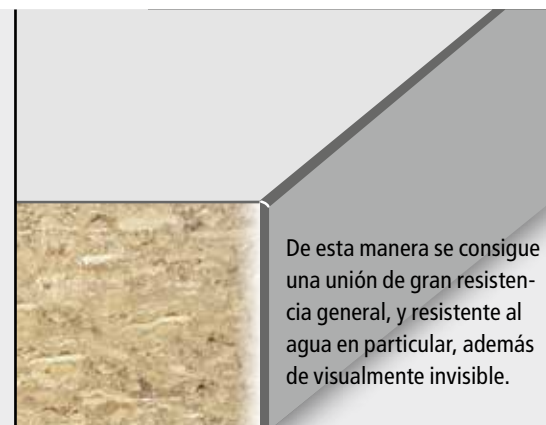 De esta manera se consigue
una unión de gran resisten-
cia general, y resistente al
agua en particular, además
de visualmente invisible.